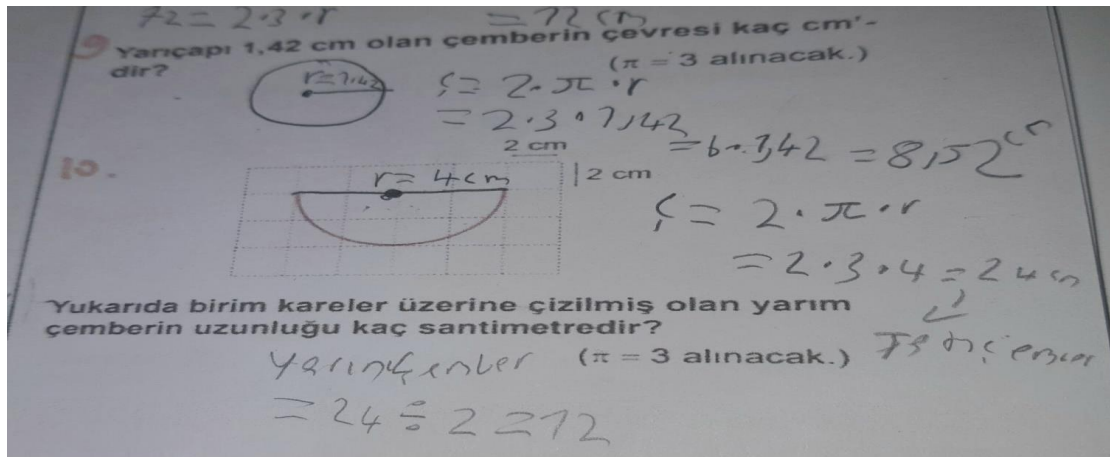 72 = 2·3·r = 12 cm
9 Yarıçapı 1,42 cm olan çemberin çevresi kaç cm'-
dir? (π = 3 alınacak.)
r=1,42
Ç = 2·π·r
= 2·3·1,42
= 6·1,42 = 8,52 cm
10.
2 cm
2 cm
r = 4 cm
Ç = 2·π·r
= 2·3·4 = 24 cm
Yukarıda birim kareler üzerine çizilmiş olan yarım
çemberin uzunluğu kaç santimetredir?
(π = 3 alınacak.)
= 24 ÷ 2 = 12